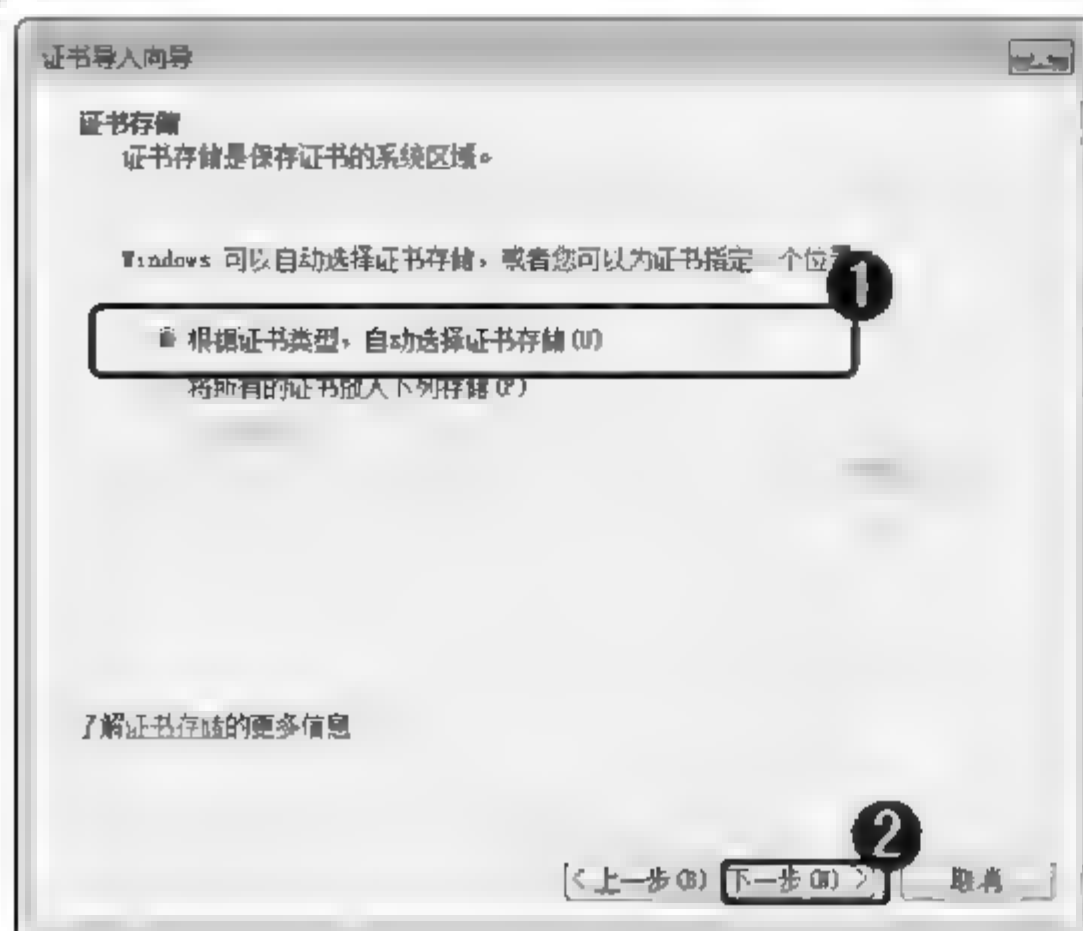 证书导入向导
证书存储
证书存储是保存证书的系统区域。
Windows 可以自动选择证书存储，或者您可以为证书指定一个位
1
根据证书类型，自动选择证书存储(U)
将所有的证书放入下列存储(P)
了解证书存储的更多信息
2
< 上一步(B) 下一步(N) > 取消